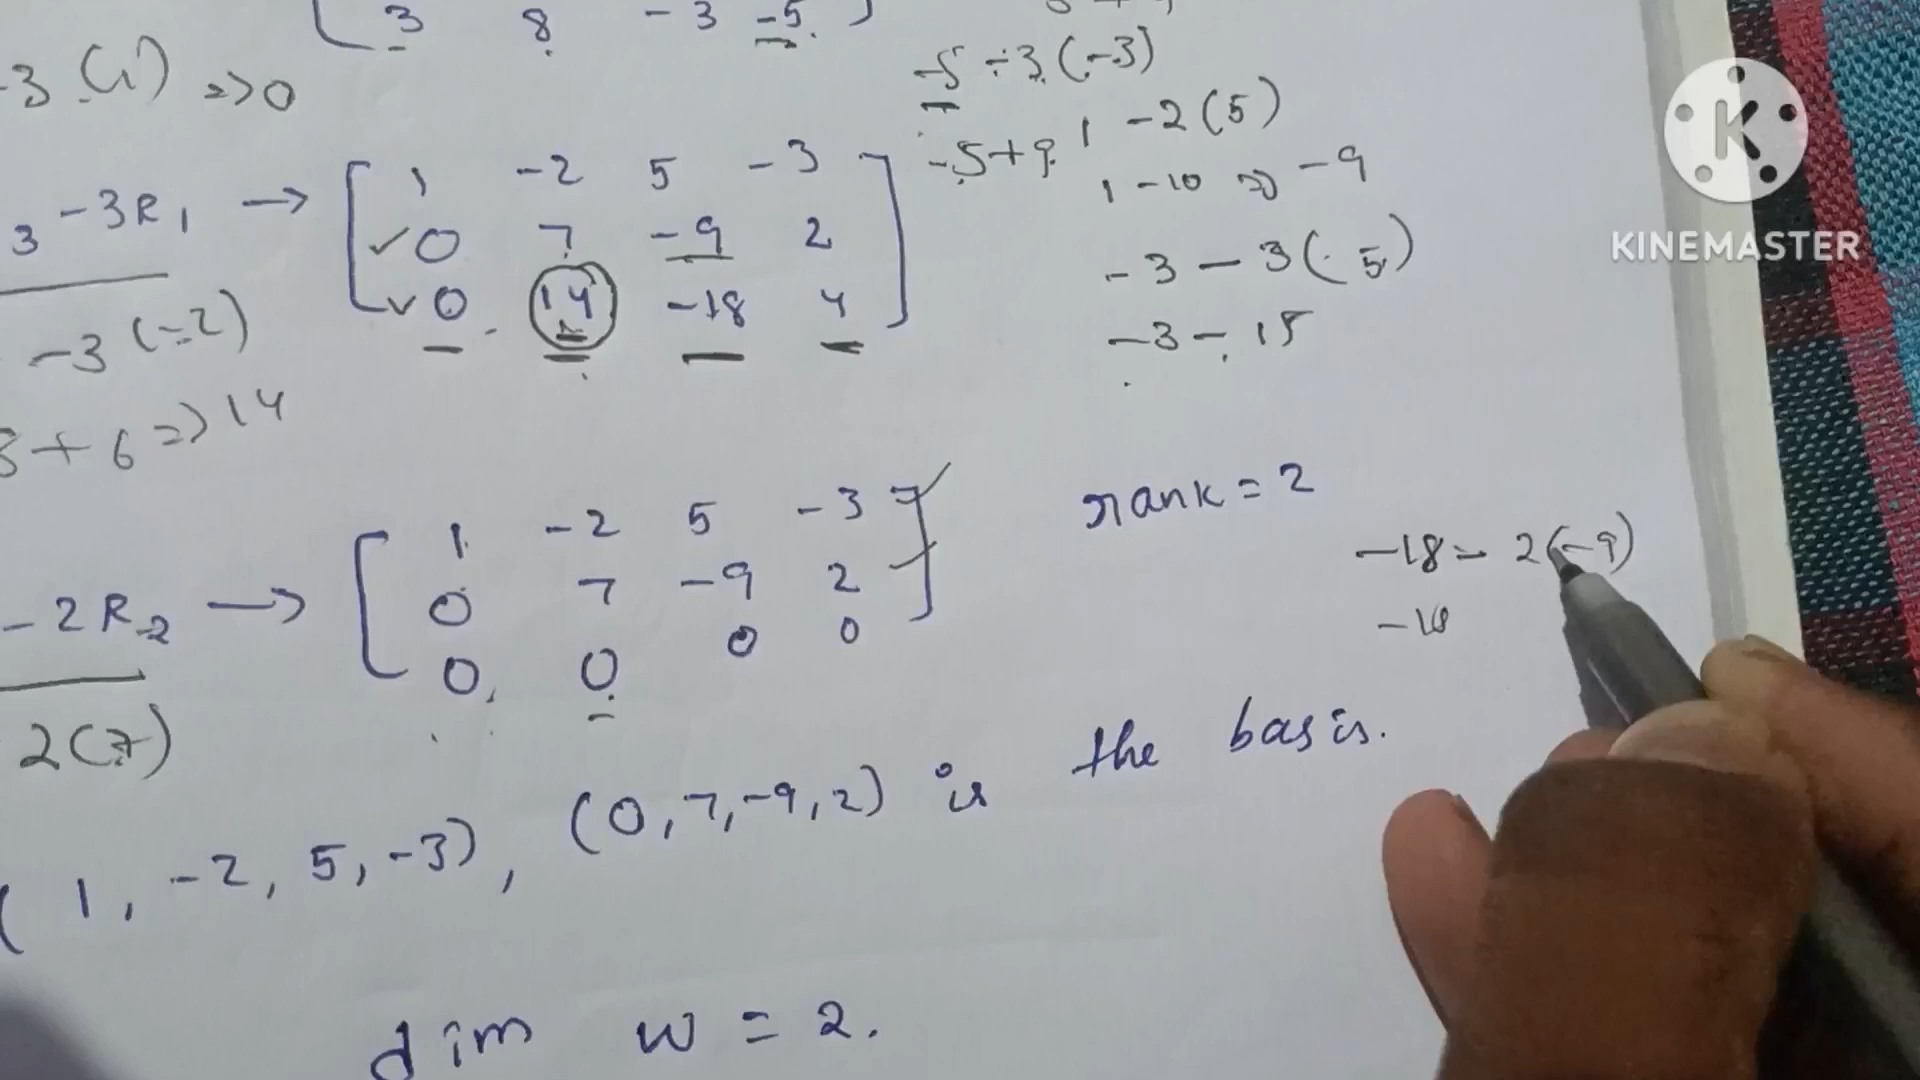 3 8 -3 -5
-3 (1) => 0
-5 - 3 (-3)
-5+9
1 -2 (5)
1 -10 => -9
3 -3R1 → [ 1 -2 5 -3
0 7 -9 2
0 14 -18 4 ]
-3 - 3 ( 5)
-3 - 15
-3 (-2)
8 + 6 => 14
rank = 2
-2R2 → [ 1 -2 5 -3
0 7 -9 2
0 0 0 0 ]
-18 - 2(-9)
-18
2(7)
(1, -2, 5, -3), (0, 7, -9, 2) is the basis.
dim W = 2.
KINEMASTER